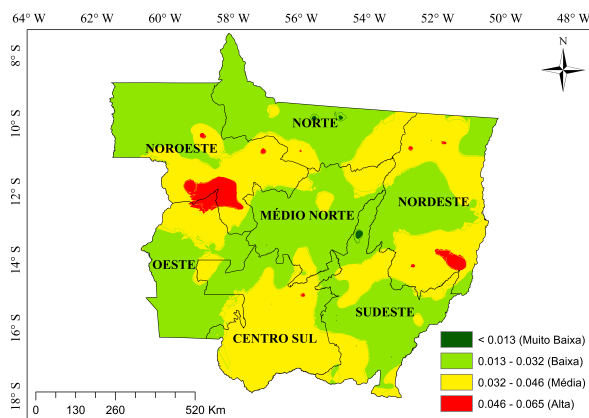 64° W 60° W 58° W 56° W 54° W 52° W 50° W 48° W
8° S
10° S
12° S
14° S
16° S
18° S
N
NORTE
NOROESTE
MÉDIO NORTE
NORDESTE
OESTE
SUDESTE
CENTRO SUL
< 0.013 (Muito Baixa)
0.013 - 0.032 (Baixa)
0.032 - 0.046 (Média)
0.046 - 0.065 (Alta)
0 130 260 520 Km